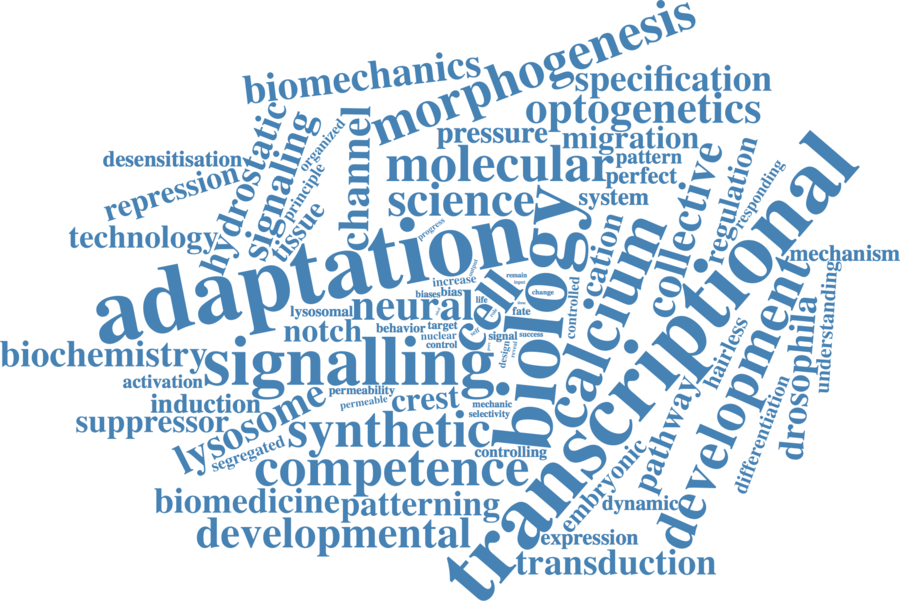 morphogenesis
biomechanics
specification
optogenetics
pressure
migration
hydrostatic
signaling
organized
channel
molecular
pattern
perfect
collective
regulation
responding
desensitisation
repression
principle
tissue
science
system
technology
adaptation
progress
biology
cation
calcium
transcriptional
mechanism
understanding
increase
output
remain
input
cell
biases
bias
life
change
controlled
lysosomal
neural
fate
notch
behavior
target
signal
success
nuclear
control
self
design
reveal
biochemistry
signalling
hairless
development
drosophila
activation
permeability
permeable
crest
mechanic
selectivity
induction
suppressor
lysosome
segregated
synthetic
controlling
pathway
differentiation
competence
embryonic
biomedicine
patterning
dynamic
developmental
expression
transduction